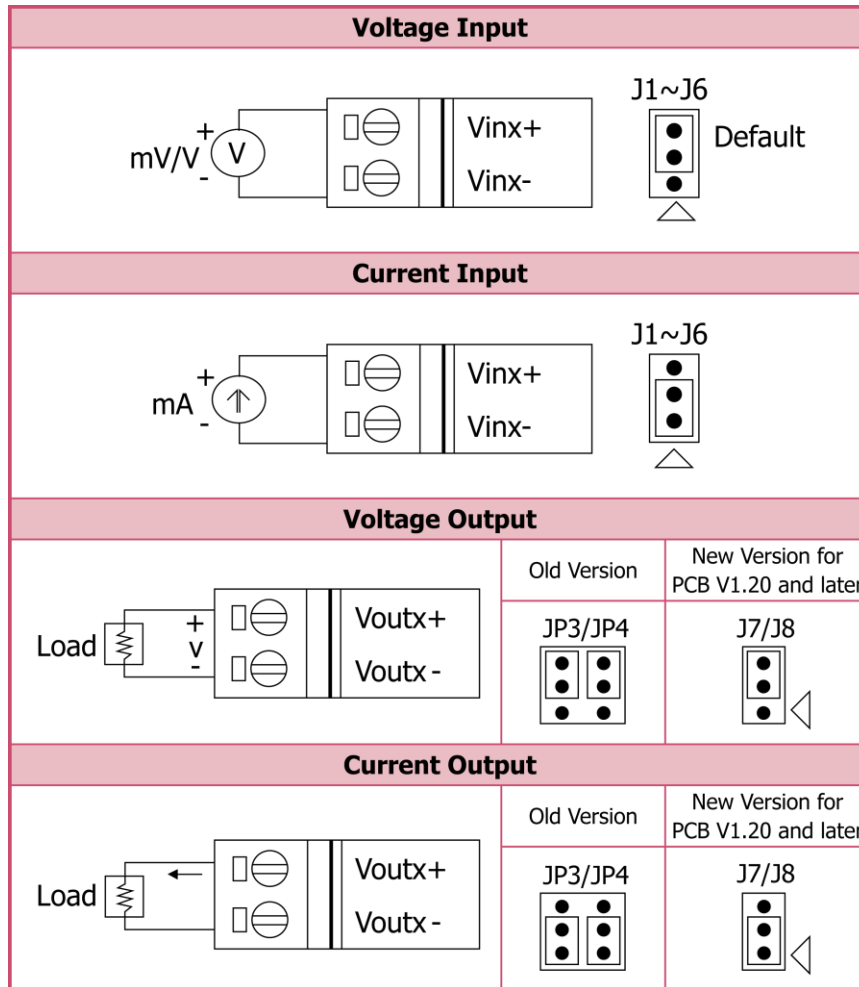 Voltage Input
J1~J6
+
mV/V
V
-
Vinx+
Vinx-
Default
Current Input
J1~J6
+
mA
-
Vinx+
Vinx-
Voltage Output
Old Version
New Version for
PCB V1.20 and later
Load
+
V
-
Voutx+
Voutx-
JP3/JP4
J7/J8
Current Output
Old Version
New Version for
PCB V1.20 and later
Load
Voutx+
Voutx-
JP3/JP4
J7/J8